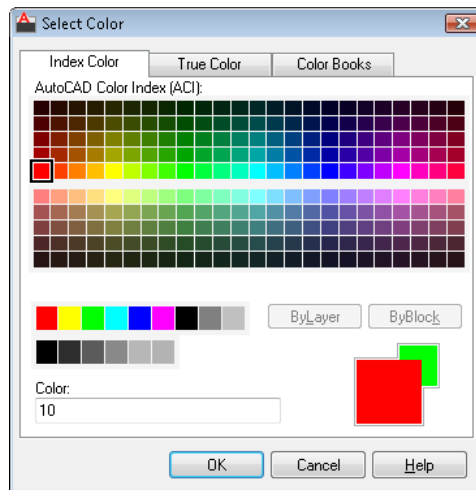 Select Color
Index Color True Color Color Books
AutoCAD Color Index (ACI):
ByLayer ByBlock
Color:
10
OK Cancel Help